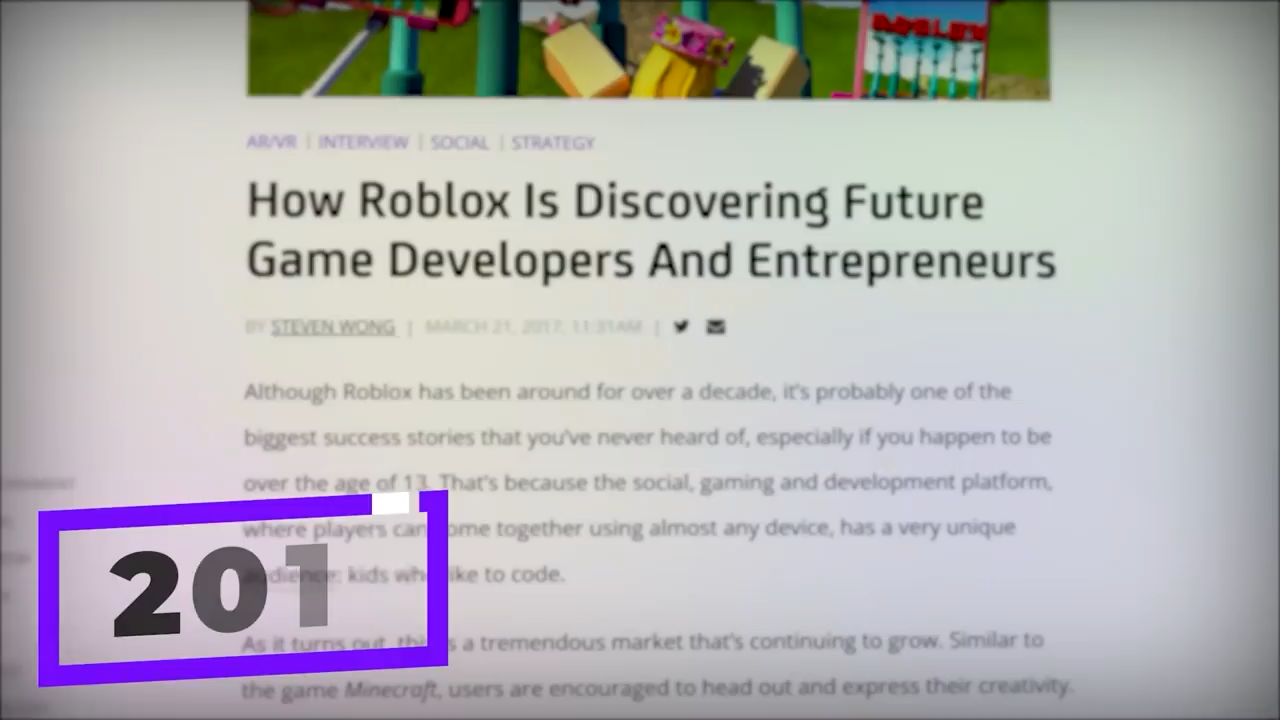 ROBLOX
AR/VR | INTERVIEW | SOCIAL | STRATEGY
How Roblox Is Discovering Future
Game Developers And Entrepreneurs
BY STEVEN WONG | MARCH 21, 2017, 11:31AM |
Although Roblox has been around for over a decade, it's probably one of the
biggest success stories that you've never heard of, especially if you happen to be
over the age of 13. That's because the social, gaming and development platform,
where players can come together using almost any device, has a very unique
audience: kids who like to code.
As it turns out, this is a tremendous market that's continuing to grow. Similar to
the game Minecraft, users are encouraged to head out and express their creativity.
201